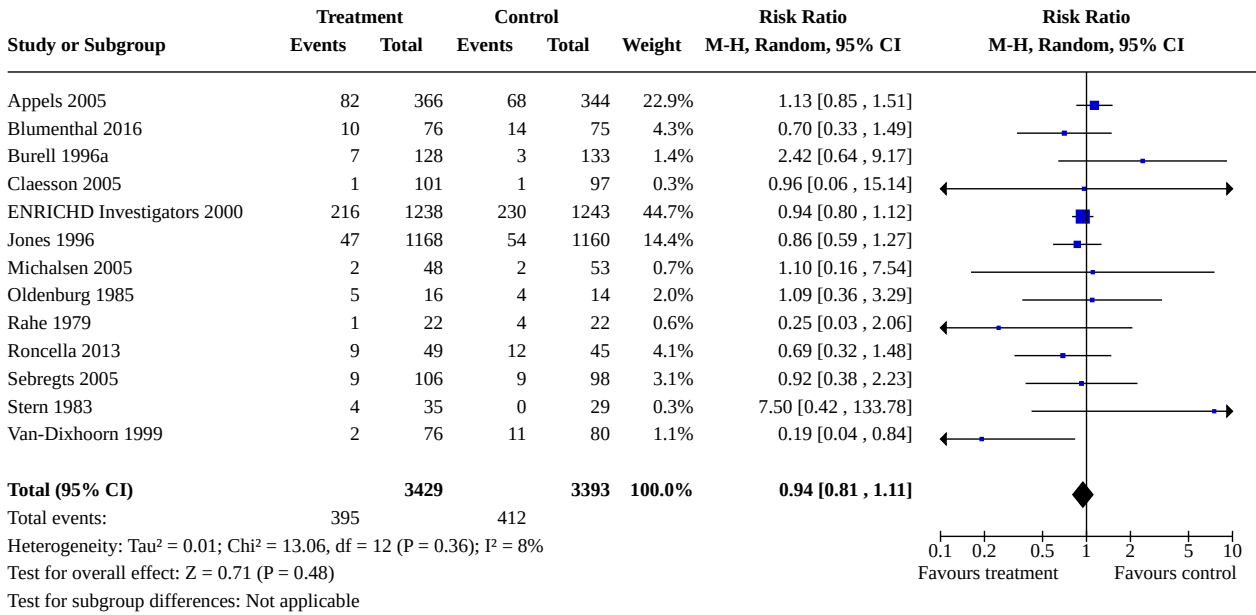 Treatment Control Risk Ratio Risk Ratio
Study or Subgroup Events Total Events Total Weight M-H, Random, 95% CI M-H, Random, 95% CI
Appels 2005 82 366 68 344 22.9% 1.13 [0.85 , 1.51]
Blumenthal 2016 10 76 14 75 4.3% 0.70 [0.33 , 1.49]
Burell 1996a 7 128 3 133 1.4% 2.42 [0.64 , 9.17]
Claesson 2005 1 101 1 97 0.3% 0.96 [0.06 , 15.14]
ENRICHD Investigators 2000 216 1238 230 1243 44.7% 0.94 [0.80 , 1.12]
Jones 1996 47 1168 54 1160 14.4% 0.86 [0.59 , 1.27]
Michalsen 2005 2 48 2 53 0.7% 1.10 [0.16 , 7.54]
Oldenburg 1985 5 16 4 14 2.0% 1.09 [0.36 , 3.29]
Rahe 1979 1 22 4 22 0.6% 0.25 [0.03 , 2.06]
Roncella 2013 9 49 12 45 4.1% 0.69 [0.32 , 1.48]
Sebregts 2005 9 106 9 98 3.1% 0.92 [0.38 , 2.23]
Stern 1983 4 35 0 29 0.3% 7.50 [0.42 , 133.78]
Van-Dixhoorn 1999 2 76 11 80 1.1% 0.19 [0.04 , 0.84]
Total (95% CI) 3429 3393 100.0% 0.94 [0.81 , 1.11]
Total events: 395 412
Heterogeneity: Tau² = 0.01; Chi² = 13.06, df = 12 (P = 0.36); I² = 8%
Test for overall effect: Z = 0.71 (P = 0.48)
Test for subgroup differences: Not applicable
0.1 0.2 0.5 1 2 5 10
Favours treatment Favours control